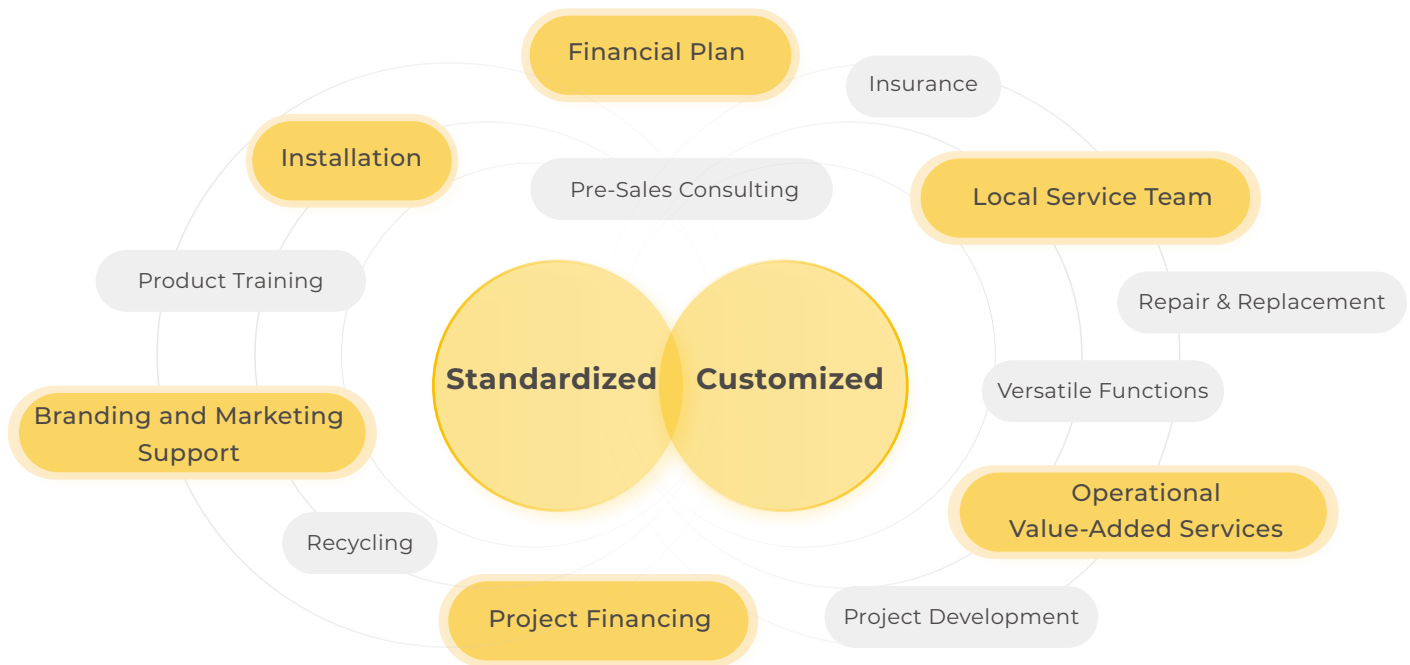 Financial Plan
Insurance
Installation
Pre-Sales Consulting
Local Service Team
Product Training
Repair & Replacement
Standardized
Customized
Versatile Functions
Branding and Marketing
Support
Operational
Value-Added Services
Recycling
Project Financing
Project Development